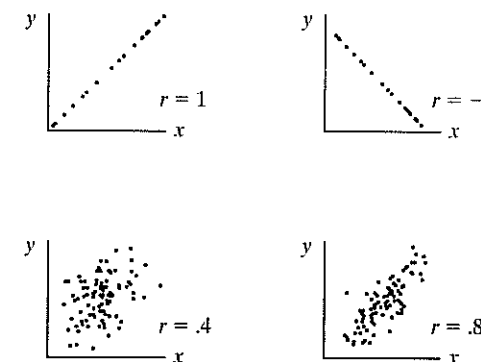 y
r = 1
x
y
r = –
x
y
r = .4
x
y
r = .8
x